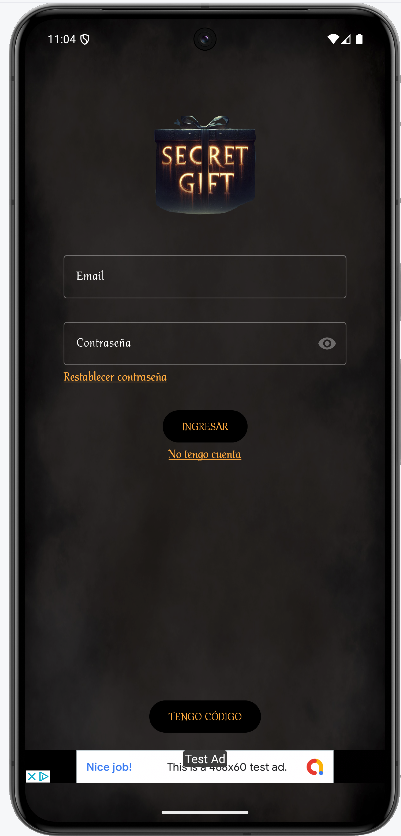 11:04
SECRET
GIFT
Email
Contraseña
Restablecer contraseña
INGRESAR
No tengo cuenta
TENGO CÓDIGO
Test Ad
Nice job!
This is a 468x60 test ad.